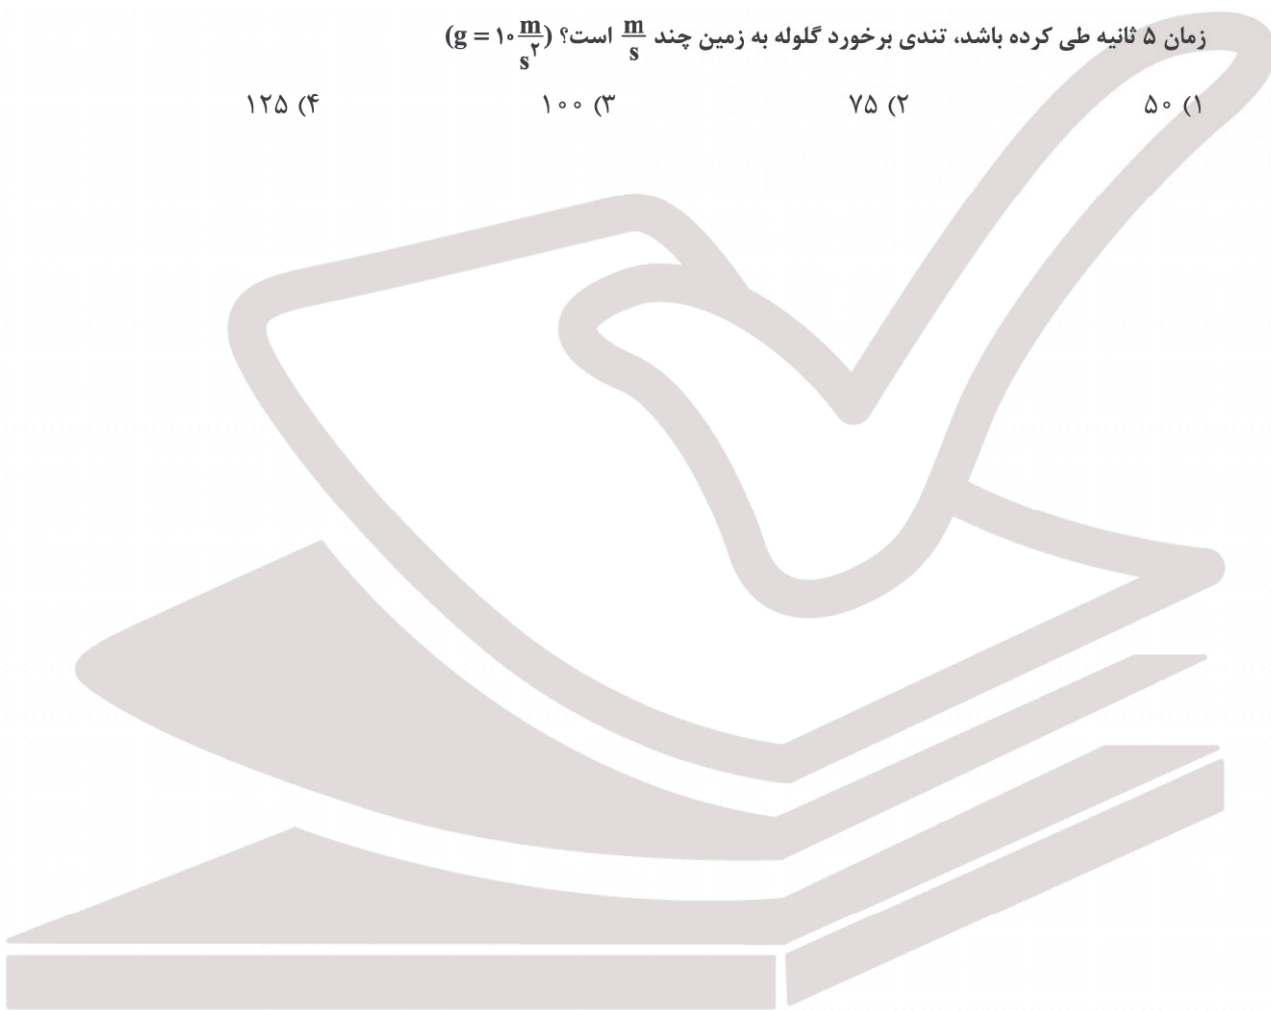 زمان ۵ ثانیه طی کرده باشد، تندی برخورد گلوله به زمین چند m/s است؟ (g = ۱۰ m/s²)
۱) ۵۰ ۲) ۷۵ ۳) ۱۰۰ ۴) ۱۲۵